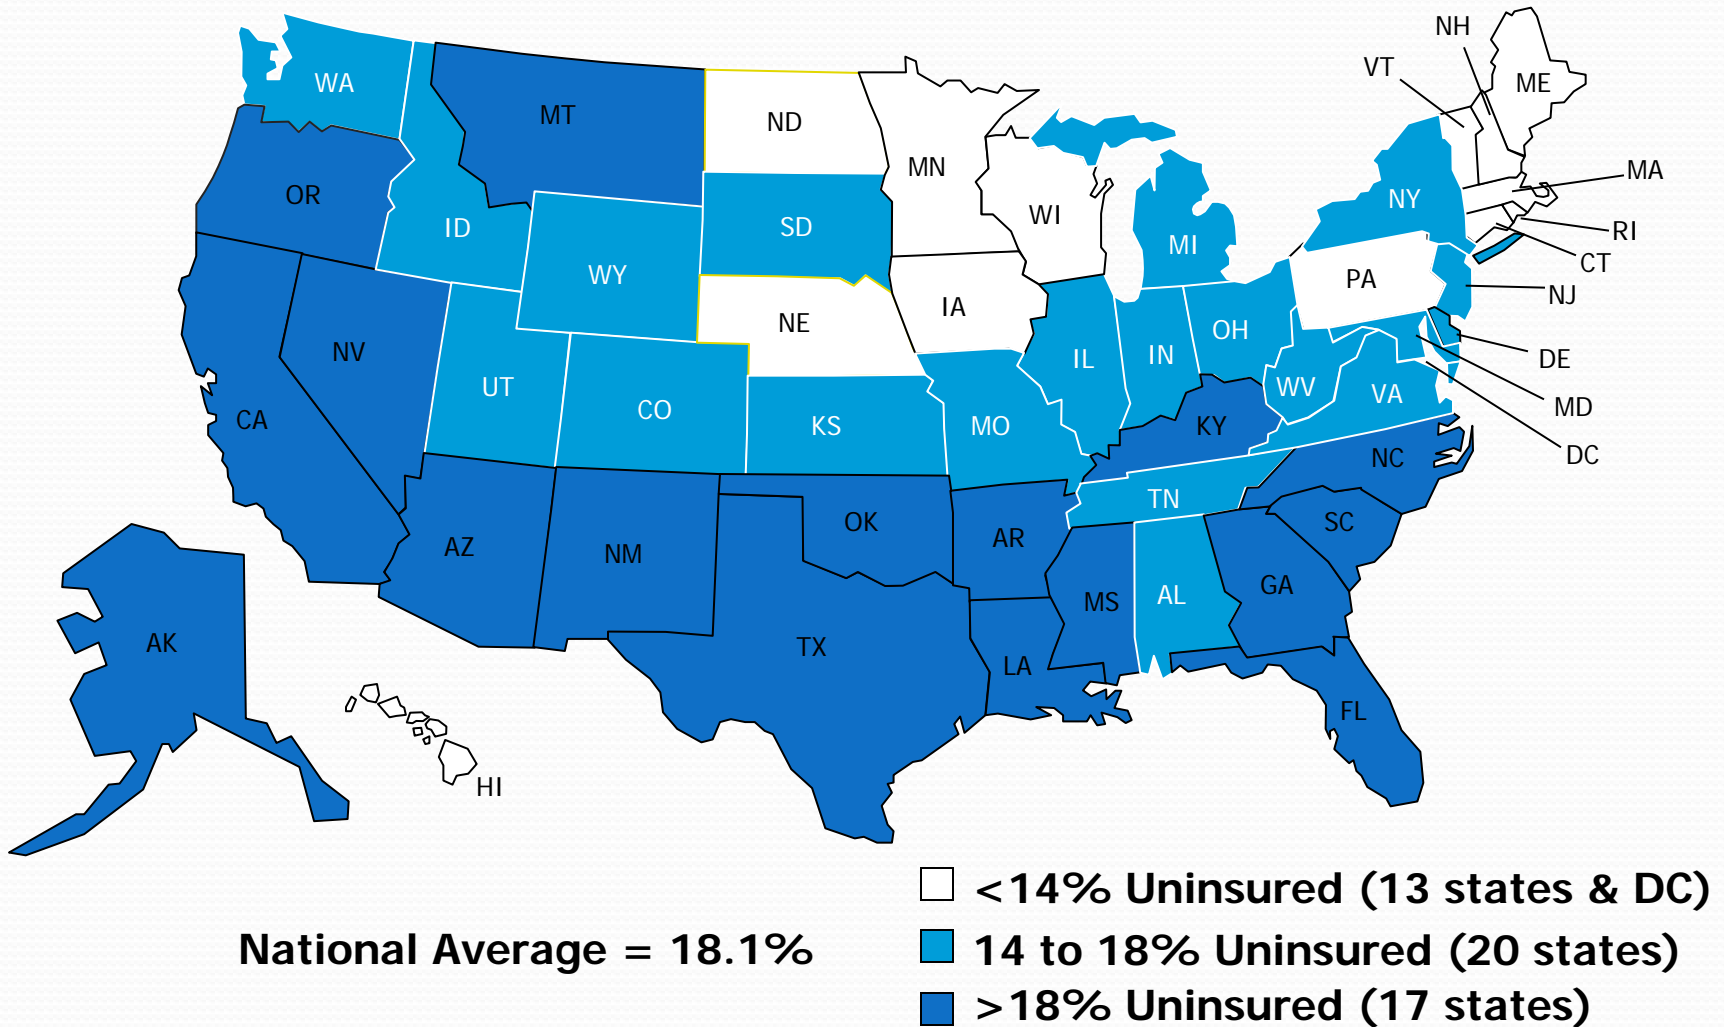 NH
VT
ME
WA
MT
ND
MN
MA
OR
ID
SD
WI
NY
RI
WY
MI
CT
PA
NJ
NE
IA
NV
UT
CO
IL
IN
OH
DE
CA
KS
MO
KY
WV
VA
MD
NC
DC
TN
AZ
NM
OK
AR
SC
MS
AL
GA
AK
TX
LA
FL
HI
<14% Uninsured (13 states & DC)
National Average = 18.1%
14 to 18% Uninsured (20 states)
>18% Uninsured (17 states)